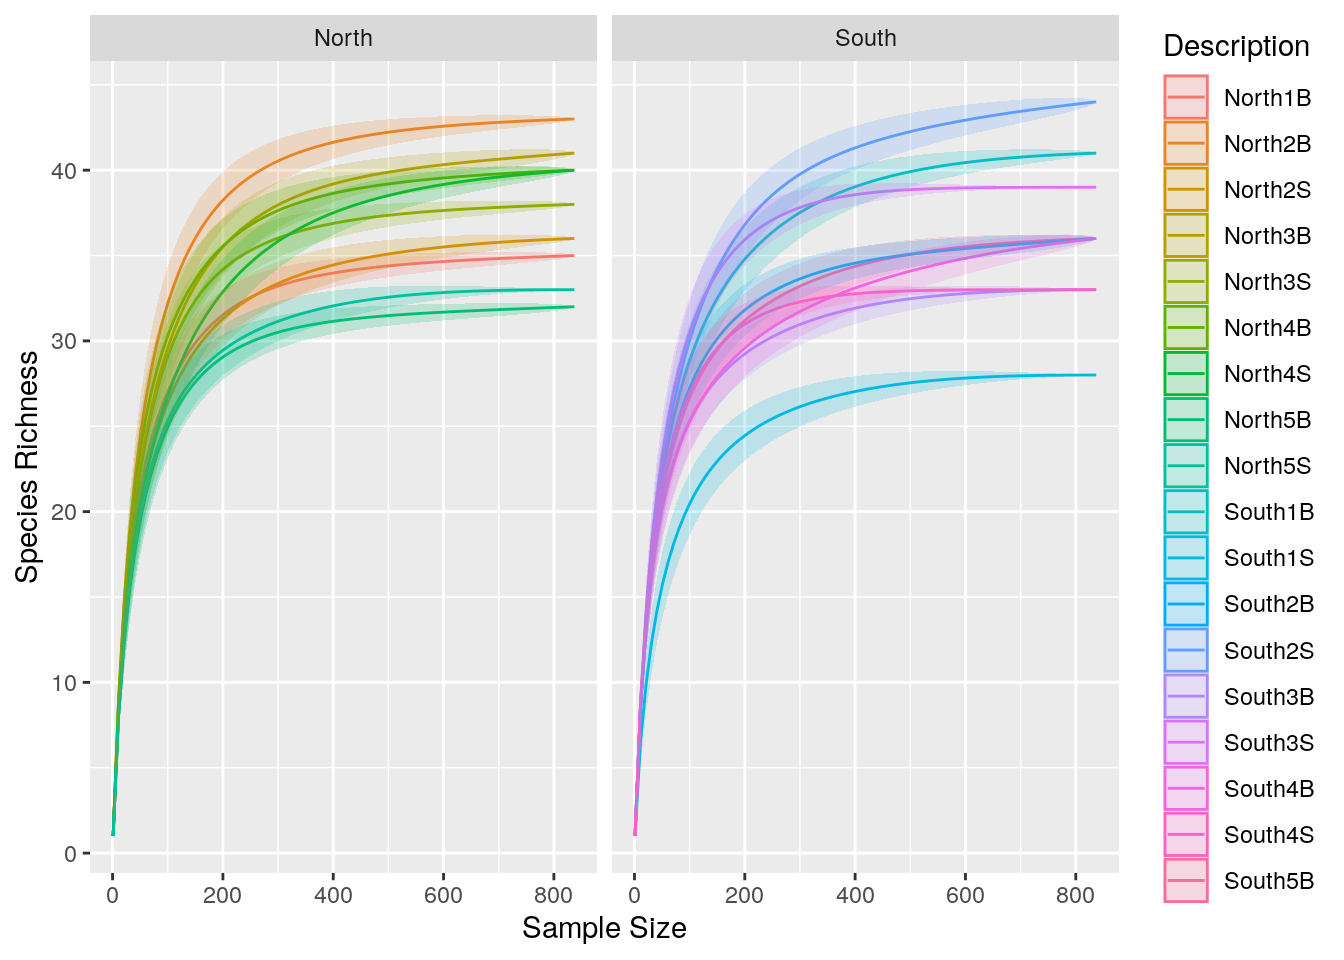 North
South
Description
North1B
North2B
North2S
North3B
North3S
North4B
North4S
North5B
North5S
South1B
South1S
South2B
South2S
South3B
South3S
South4B
South4S
South5B
Species Richness
40
30
20
10
0
0 200 400 600 800
0 200 400 600 800
Sample Size